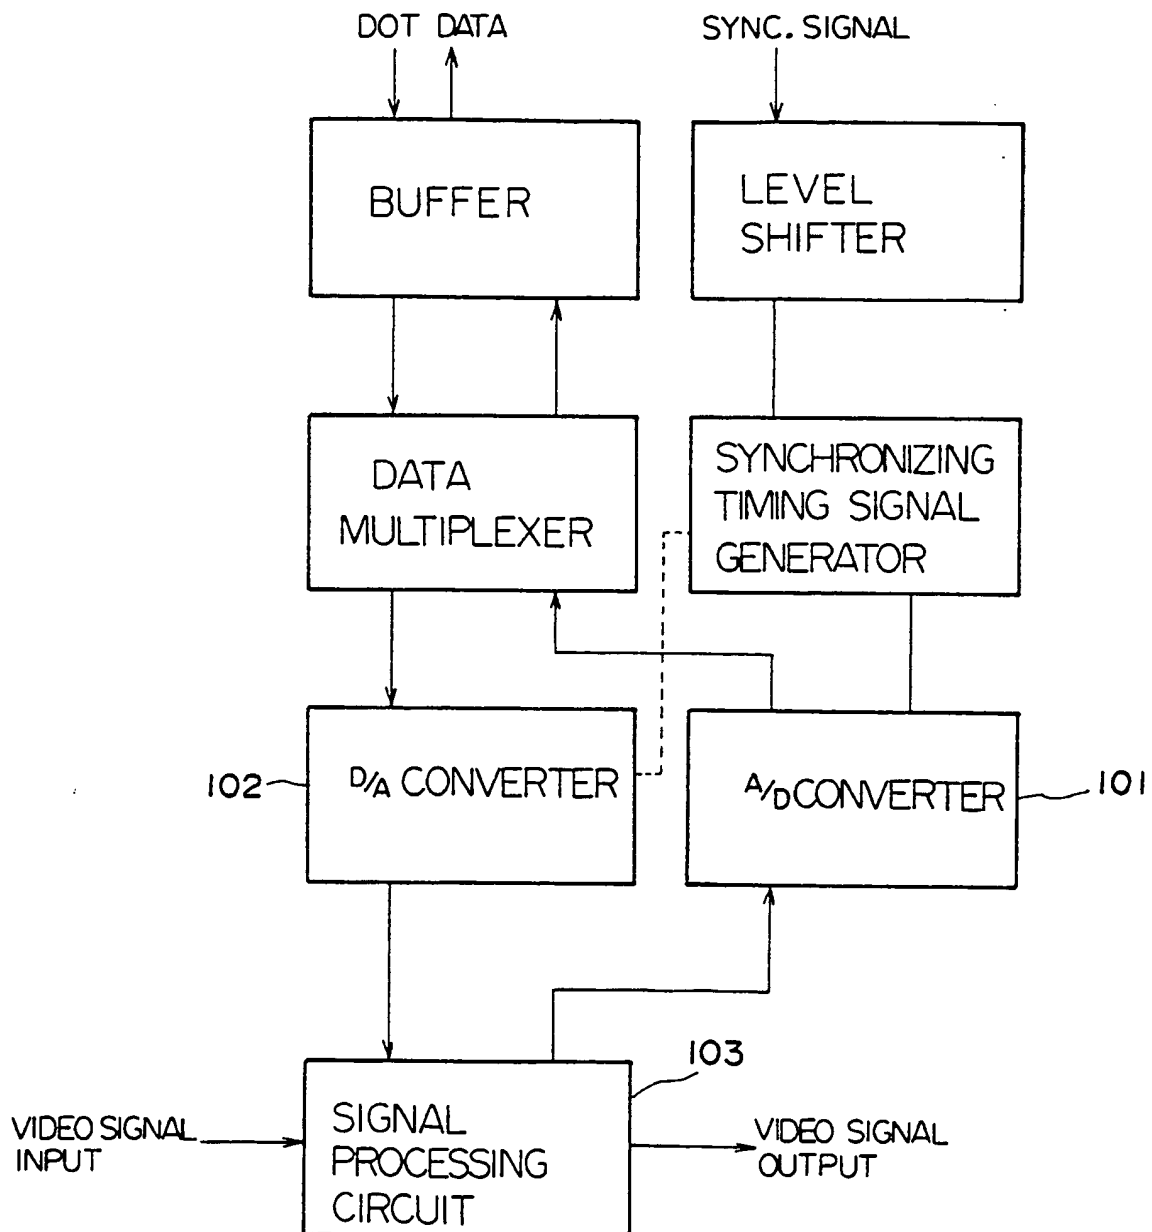 DOT DATA
SYNC. SIGNAL
BUFFER
LEVEL
SHIFTER
DATA
MULTIPLEXER
SYNCHRONIZING
TIMING SIGNAL
GENERATOR
102
D/A CONVERTER
A/D CONVERTER
101
103
VIDEO SIGNAL
INPUT
SIGNAL
PROCESSING
CIRCUIT
VIDEO SIGNAL
OUTPUT